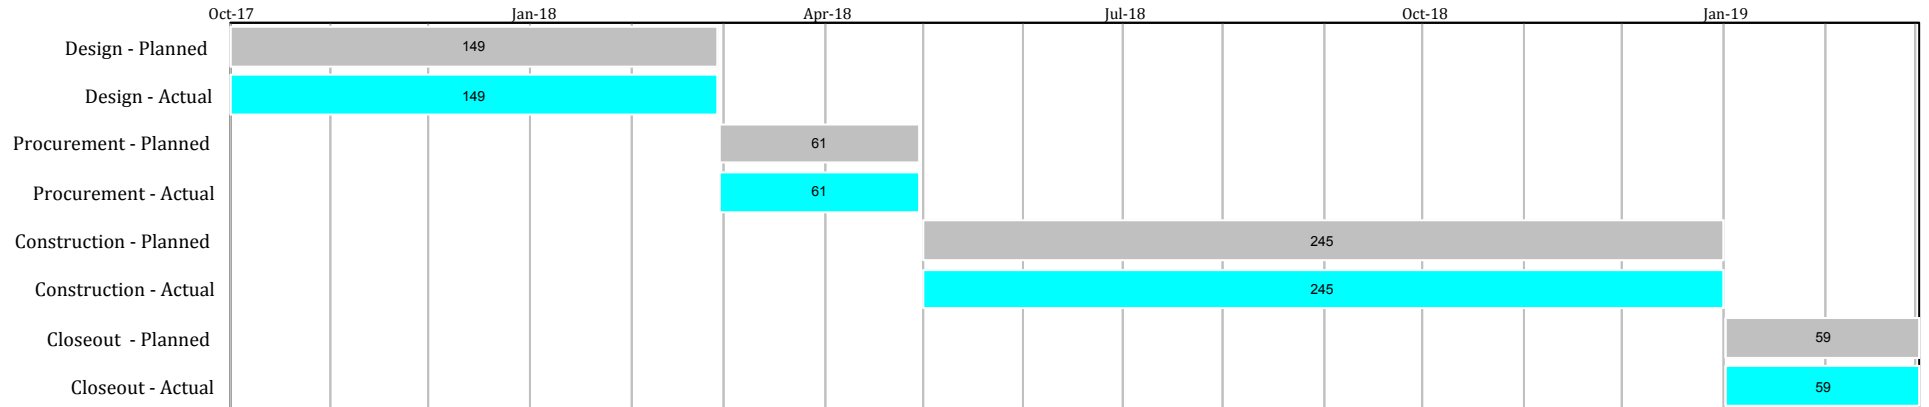 Oct-17 Jan-18 Apr-18 Jul-18 Oct-18 Jan-19
Design - Planned 149
Design - Actual 149
Procurement - Planned 61
Procurement - Actual 61
Construction - Planned 245
Construction - Actual 245
Closeout - Planned 59
Closeout - Actual 59